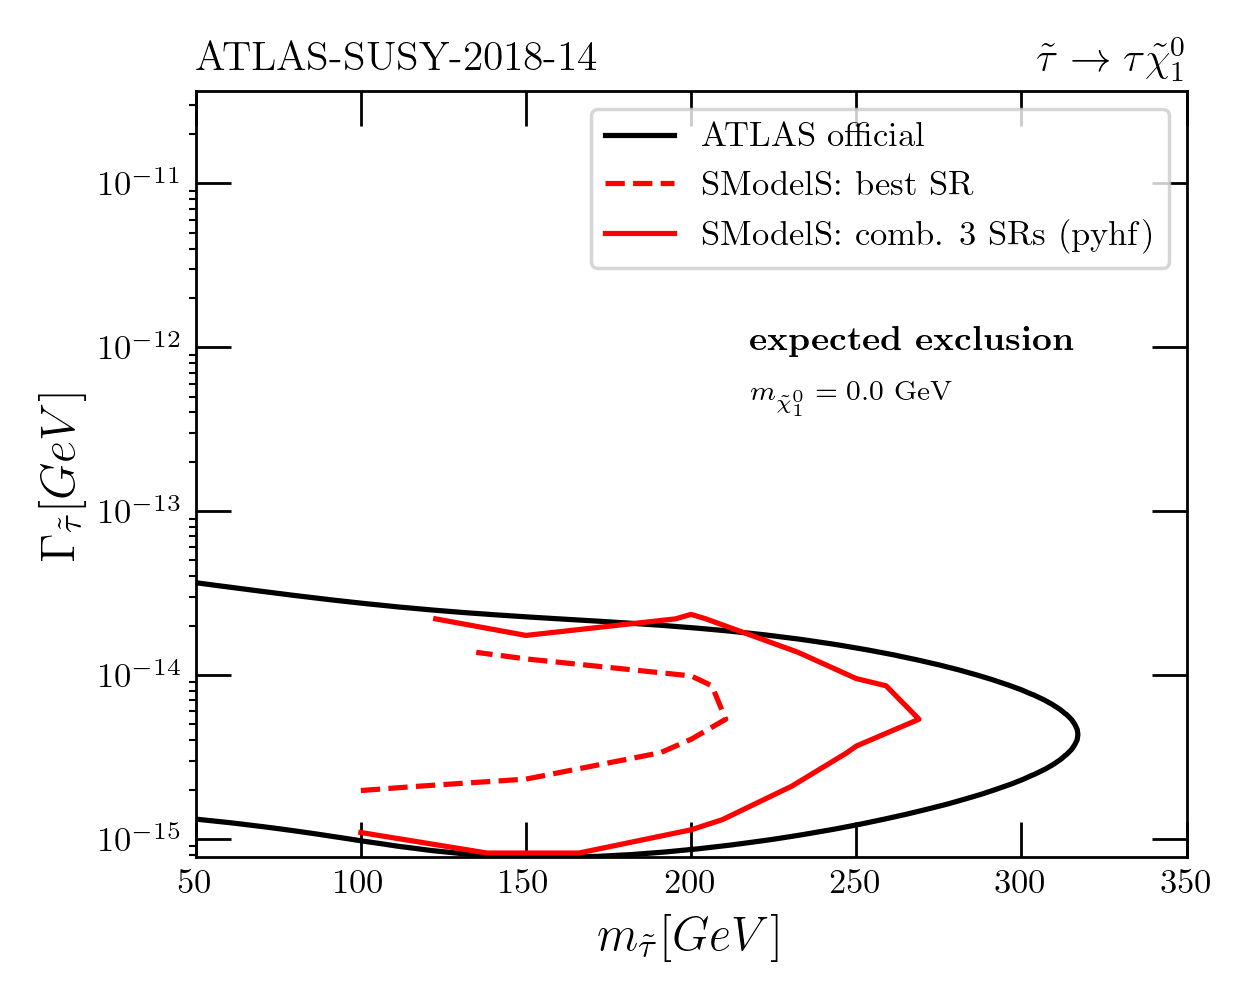 ATLAS-SUSY-2018-14
τ̃ → τχ̃₁⁰
ATLAS official
SModelS: best SR
SModelS: comb. 3 SRs (pyhf)
expected exclusion
m_χ̃₁⁰ = 0.0 GeV
Γ_τ̃[GeV]
10⁻¹¹
10⁻¹²
10⁻¹³
10⁻¹⁴
10⁻¹⁵
50 100 150 200 250 300 350
m_τ̃[GeV]